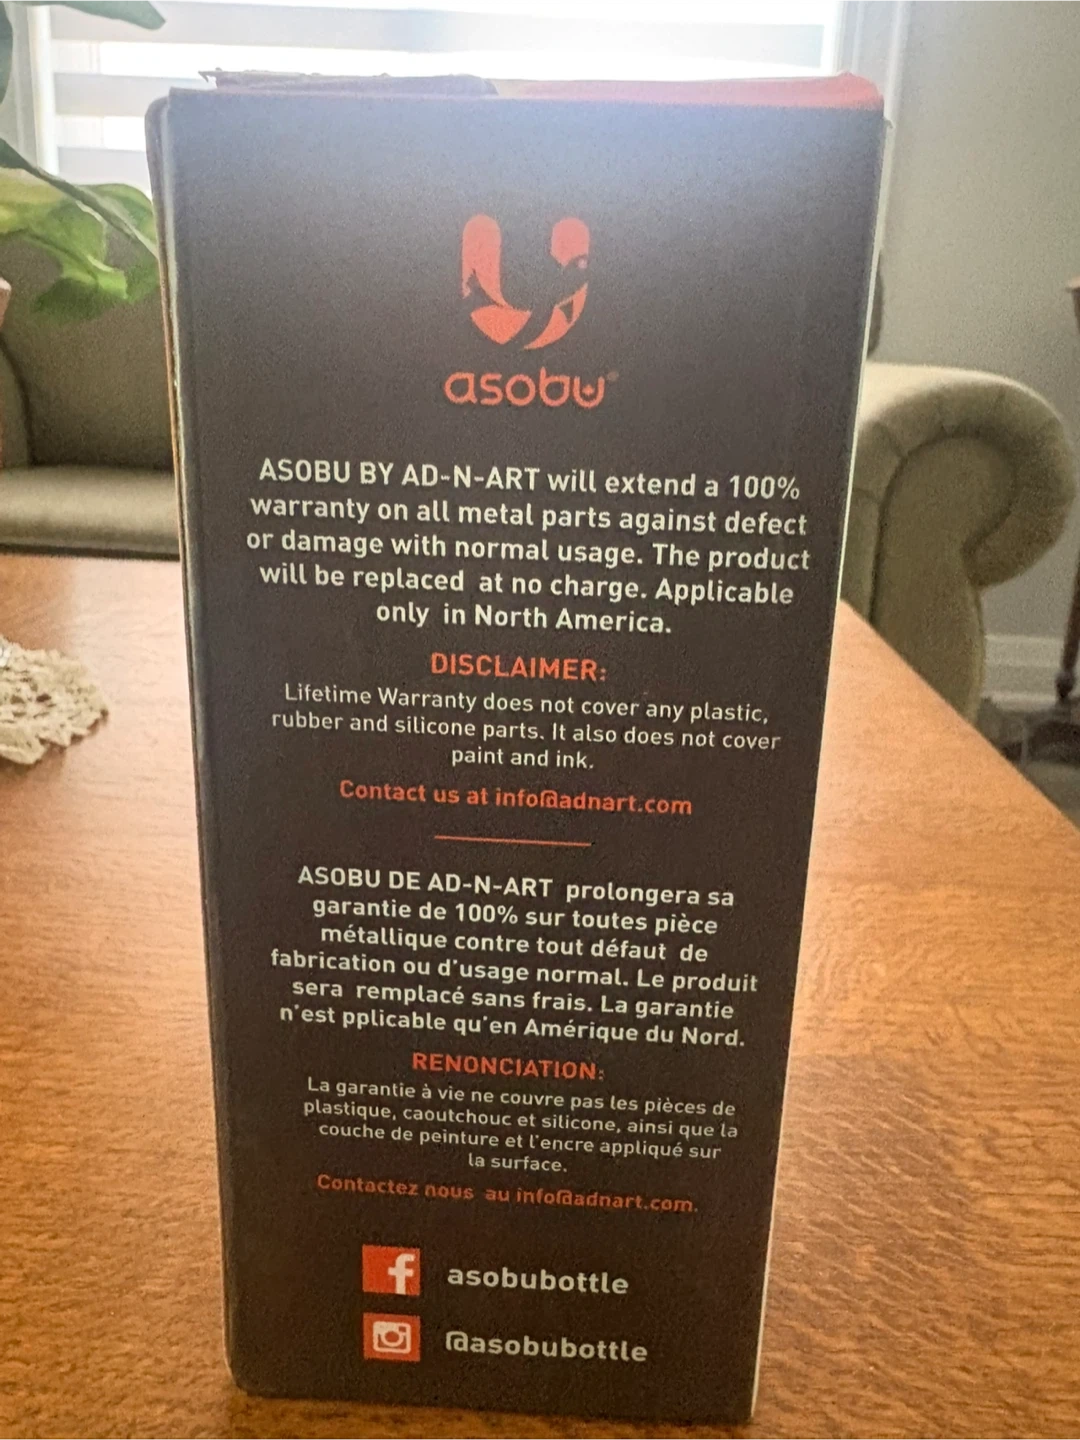 asobu®
ASOBU BY AD-N-ART will extend a 100%
warranty on all metal parts against defect
or damage with normal usage. The product
will be replaced at no charge. Applicable
only in North America.
DISCLAIMER:
Lifetime Warranty does not cover any plastic,
rubber and silicone parts. It also does not cover
paint and ink.
Contact us at info@adnart.com
ASOBU DE AD-N-ART prolongera sa
garantie de 100% sur toutes pièce
métallique contre tout défaut de
fabrication ou d'usage normal. Le produit
sera remplacé sans frais. La garantie
n'est pplicable qu'en Amérique du Nord.
RENONCIATION:
La garantie à vie ne couvre pas les pièces de
plastique, caoutchouc et silicone, ainsi que la
couche de peinture et l'encre appliqué sur
la surface.
Contactez nous au info@adnart.com.
asobubottle
@asobubottle